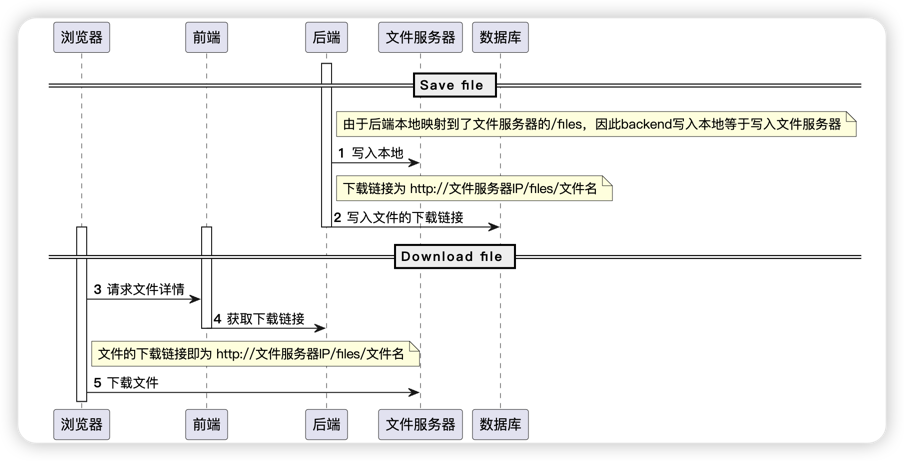 浏览器
前端
后端
文件服务器
数据库
Save file
由于后端本地映射到了文件服务器的/files，因此backend写入本地等于写入文件服务器
1 写入本地
下载链接为 http://文件服务器IP/files/文件名
2 写入文件的下载链接
Download file
3 请求文件详情
4 获取下载链接
文件的下载链接即为 http://文件服务器IP/files/文件名
5 下载文件
浏览器
前端
后端
文件服务器
数据库